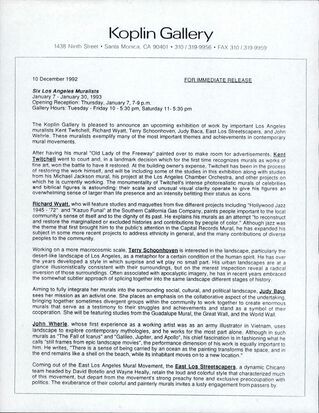 Koplin Gallery
1438 Ninth Street • Santa Monica, CA 90401 • 310 / 319-9956 • FAX 310 / 319-9959
10 December 1992 FOR IMMEDIATE RELEASE
Six Los Angeles Muralists
January 7 - January 30, 1993
Opening Reception: Thursday, January 7, 7-9 p.m.
Gallery Hours: Tuesday - Friday 10 - 5:30 pm, Saturday 11- 5:30 pm
The Koplin Gallery is pleased to announce an upcoming exhibition of work by important Los Angeles
muralists Kent Twitchell, Richard Wyatt, Terry Schoonhoven, Judy Baca, East Los Streetscapers, and John
Wehrle. These muralists exemplify many of the most important themes and achievements in contemporary
mural movement.
After having his mural "Old Lady of the Freeway" painted over to make room for advertisements, Kent
Twitchell went to court and, in a landmark decision which for the first time recognizes murals as works of
fine art, won the battle to have it restored. At the building owner's expense, Twitchell has been in the process
of restoring the work himself, and will be including some of the studies in this exhibition along with studies
from his Michael Jackson mural, his project at the Los Angeles Chamber Orchestra, and other projects on
which he is currently working. The monumentality of Twitchell's intense photorealistic murals of celebrities
and biblical figures is astounding; their scale and unusual visual clarity operate to give his figures an
overwhelming sense of larger than life presence and an intensity befitting their status as icons.
Richard Wyatt, who will feature studies and maquettes from five different projects including "Hollywood Jazz
1945 - '72" and "Kazuo Funai" at the Southern California Gas Company, paints people important to the local
community's sense of itself and to the dignity of its past. He explains his murals as an attempt "to reconstruct
and restore the marginalized or excluded histories and contributions of many people of color." Although jazz was
the theme that first brought him to the public's attention in the Capital Records Mural, he has expanded his
subject in some more recent projects to address ethnicity in general, and the many contributions of diverse
peoples to the community.
Working on a more macroscosmic scale, Terry Schoonhoven is interested in the landscape, particularly the
desert-like landscape of Los Angeles, as a metaphor for a certain condition of the human spirit. He has over
the years developed a style in which surprise and wit play no small part. His urban landscapes are at a
glance illusionistically consistent with their surroundings, but on the nearest inspection reveal a radical
inversion of those surroundings. Often associated with apocalyptic imagery, he has in recent years embraced
the somewhat subtler approach of splicing together into the same landscape different stages of history.
Aiming to fully integrate her murals into the surrounding social, cultural, and political landscape, Judy Baca
sees her mission as an activist one. She places an emphasis on the collaborative aspect of the undertaking,
bringing together sometimes divergent groups within the community to work together to create enormous
murals that serve as a testimony to their struggles and achievements and stand as a symbol of their
cooperation. She will be featuring studies from the Guadalupe Mural, the Great Wall, and the World Wall.
John Wherle, whose first experience as a working artist was as an army illustrator in Vietnam, uses
landscape to explore contemporary mythologies, and he works for the most part alone. Although in such
murals as "The Fall of Icarus" and "Galileo, Jupiter, and Apollo", his chief fascination is in fashioning what he
calls "still frames from epic landscape movies", the performance dimension of his work is equally important to
him. He writes, "There is a sense of being carried by an ocean as the painting transforms the space, and in
the end remains like a shell on the beach, while its inhabitant moves on to a new location."
Coming out of the East Los Angeles Mural Movement, the East Los Streetscapers, a dynamic Chicano
team headed by David Botello and Wayne Healy, retain the loud and colorful style that characterized much
of this movement, but depart from the movement's strong preachy tone and exclusive preoccupation with
politics. The exuberance of their colorful and painterly murals invites a lusty engagement from passers by.